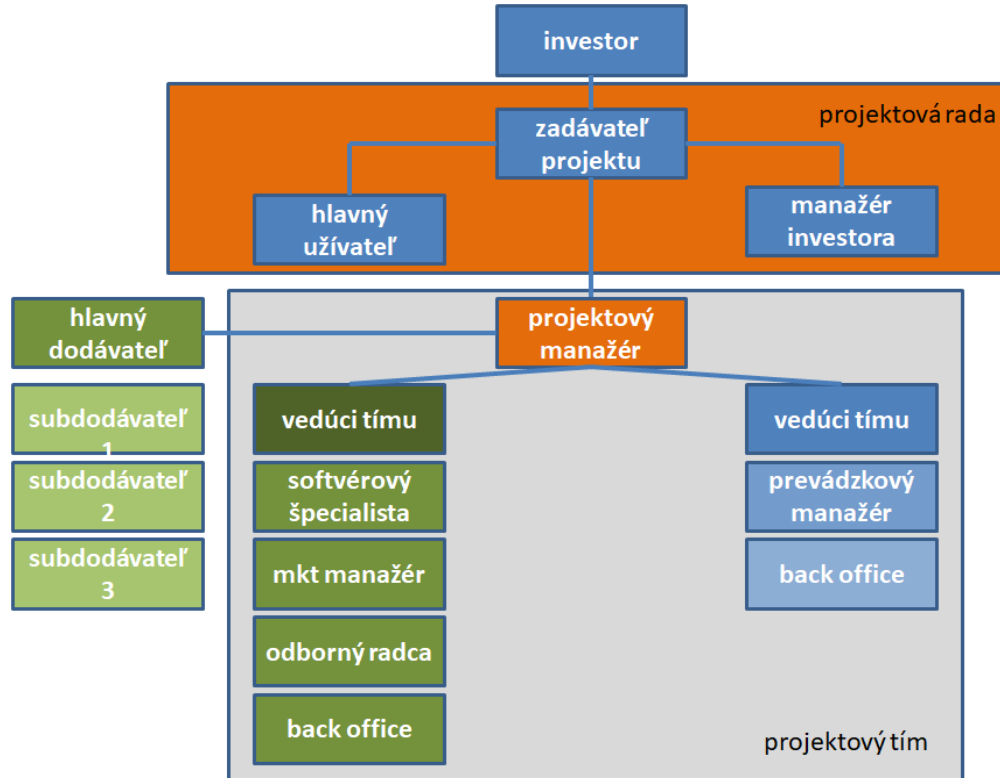 investor
projektová rada
zadávateľ
projektu
hlavný
užívateľ
manažér
investora
hlavný
dodávateľ
projektový
manažér
subdodávateľ
1
vedúci tímu
vedúci tímu
subdodávateľ
2
softvérový
špecialista
prevádzkový
manažér
subdodávateľ
3
mkt manažér
back office
odborný radca
back office
projektový tím